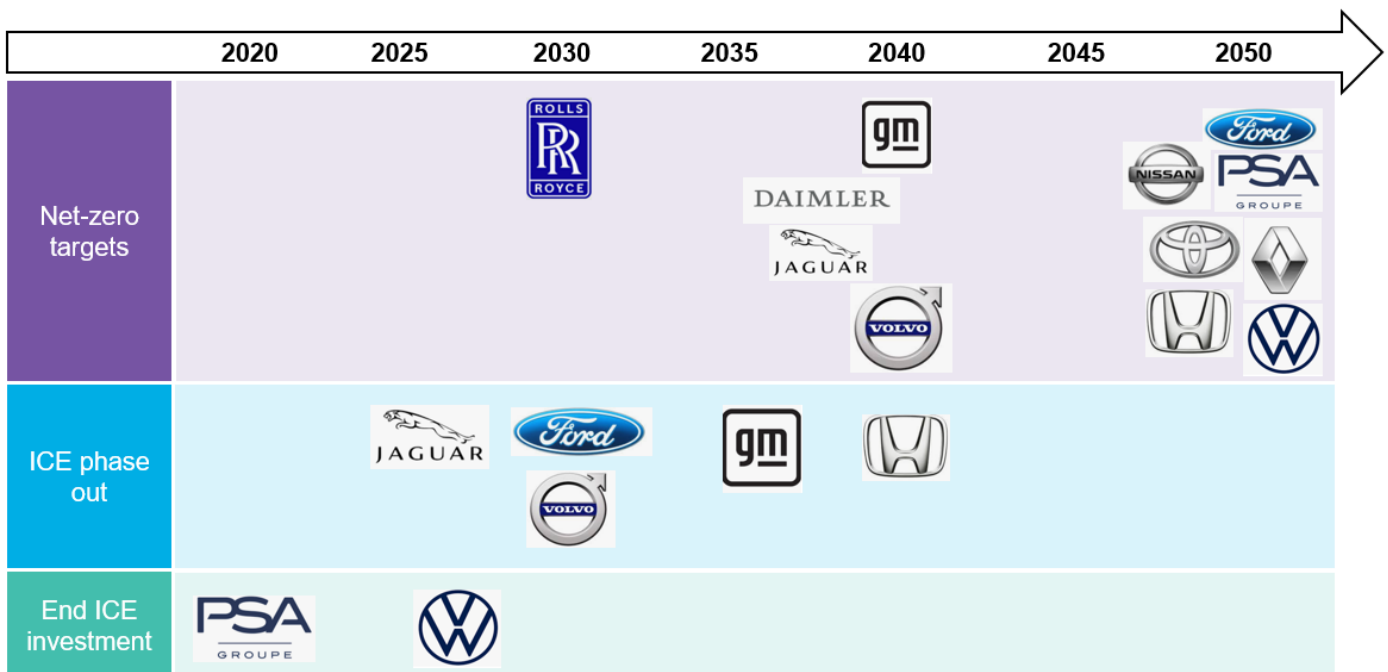 2020 2025 2030 2035 2040 2045 2050
Net-zero
targets
ROLLS
RR
ROYCE
gm
DAIMLER
JAGUAR
VOLVO
Ford
NISSAN
PSA
GROUPE
ICE phase
out
JAGUAR
Ford
VOLVO
gm
End ICE
investment
PSA
GROUPE